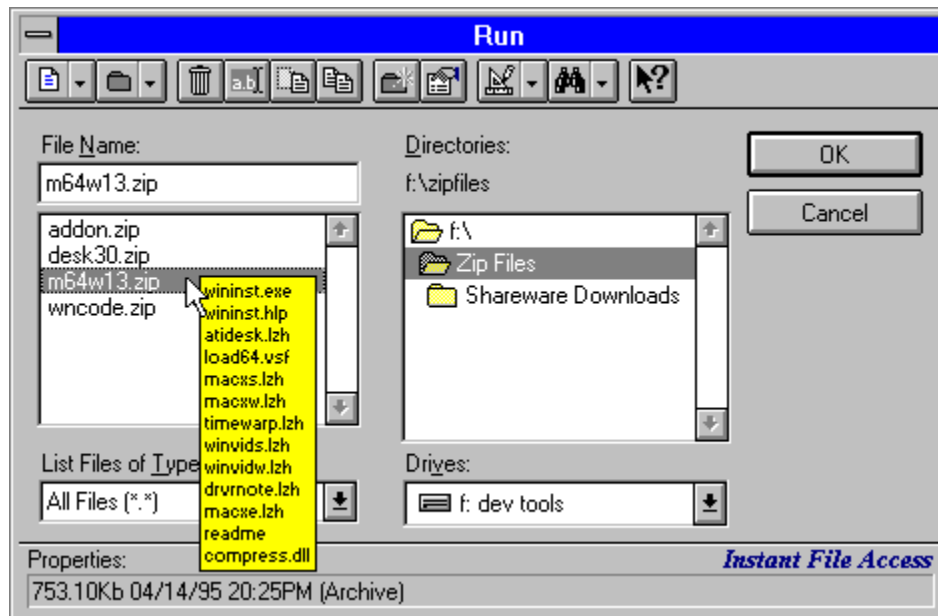 Run
a.b
?
File Name:
m64w13.zip
addon.zip
desk30.zip
m64w13.zip
wncode.zip
wininst.exe
wininst.hlp
atidesk.lzh
load64.vsf
macxs.lzh
macxw.lzh
timewarp.lzh
winvids.lzh
winvidw.lzh
drvrnote.lzh
macxe.lzh
readme
compress.dll
List Files of Type
All Files (*.*)
Directories:
f:\zipfiles
f:\
Zip Files
Shareware Downloads
Drives:
f: dev tools
OK
Cancel
Properties:
Instant File Access
753.10Kb 04/14/95 20:25PM (Archive)